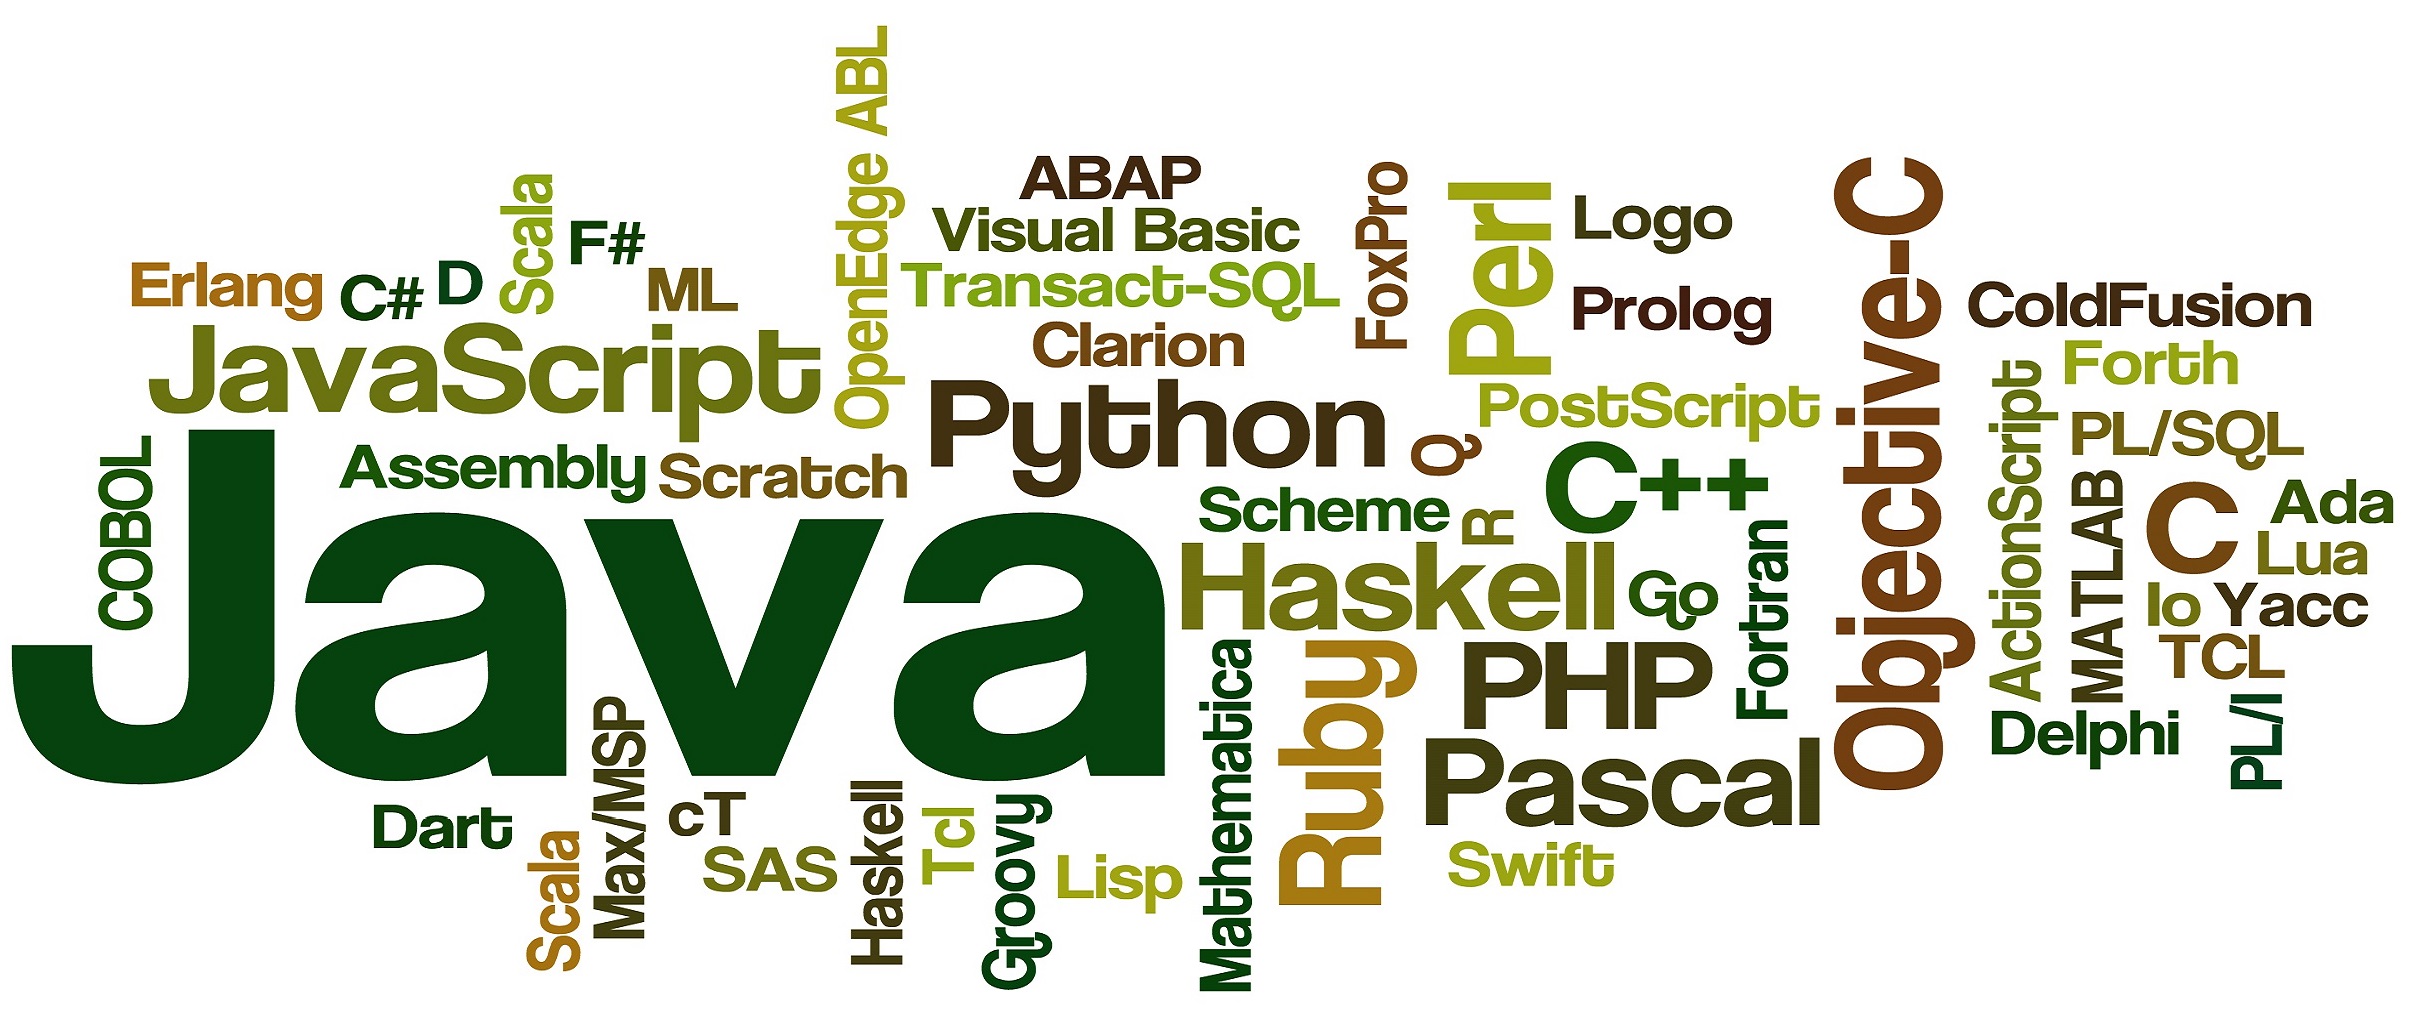 OpenEdge ABL
ABAP
Visual Basic
Transact-SQL
Clarion
FoxPro
Perl
Logo
Prolog
Objective-C
ColdFusion
Forth
Scala
F#
Erlang
C#
D
ML
JavaScript
Python
PostScript
Q
ActionScript
PL/SQL
COBOL
Assembly
Scratch
Java
Scheme
R
C++
MATLAB
C
Ada
Lua
Haskell
Go
Fortran
Io
Yacc
TCL
Mathematica
Ruby
PHP
Pascal
Delphi
PL/I
Dart
Scala
Max/MSP
cT
SAS
Haskell
Tcl
Groovy
Lisp
Swift